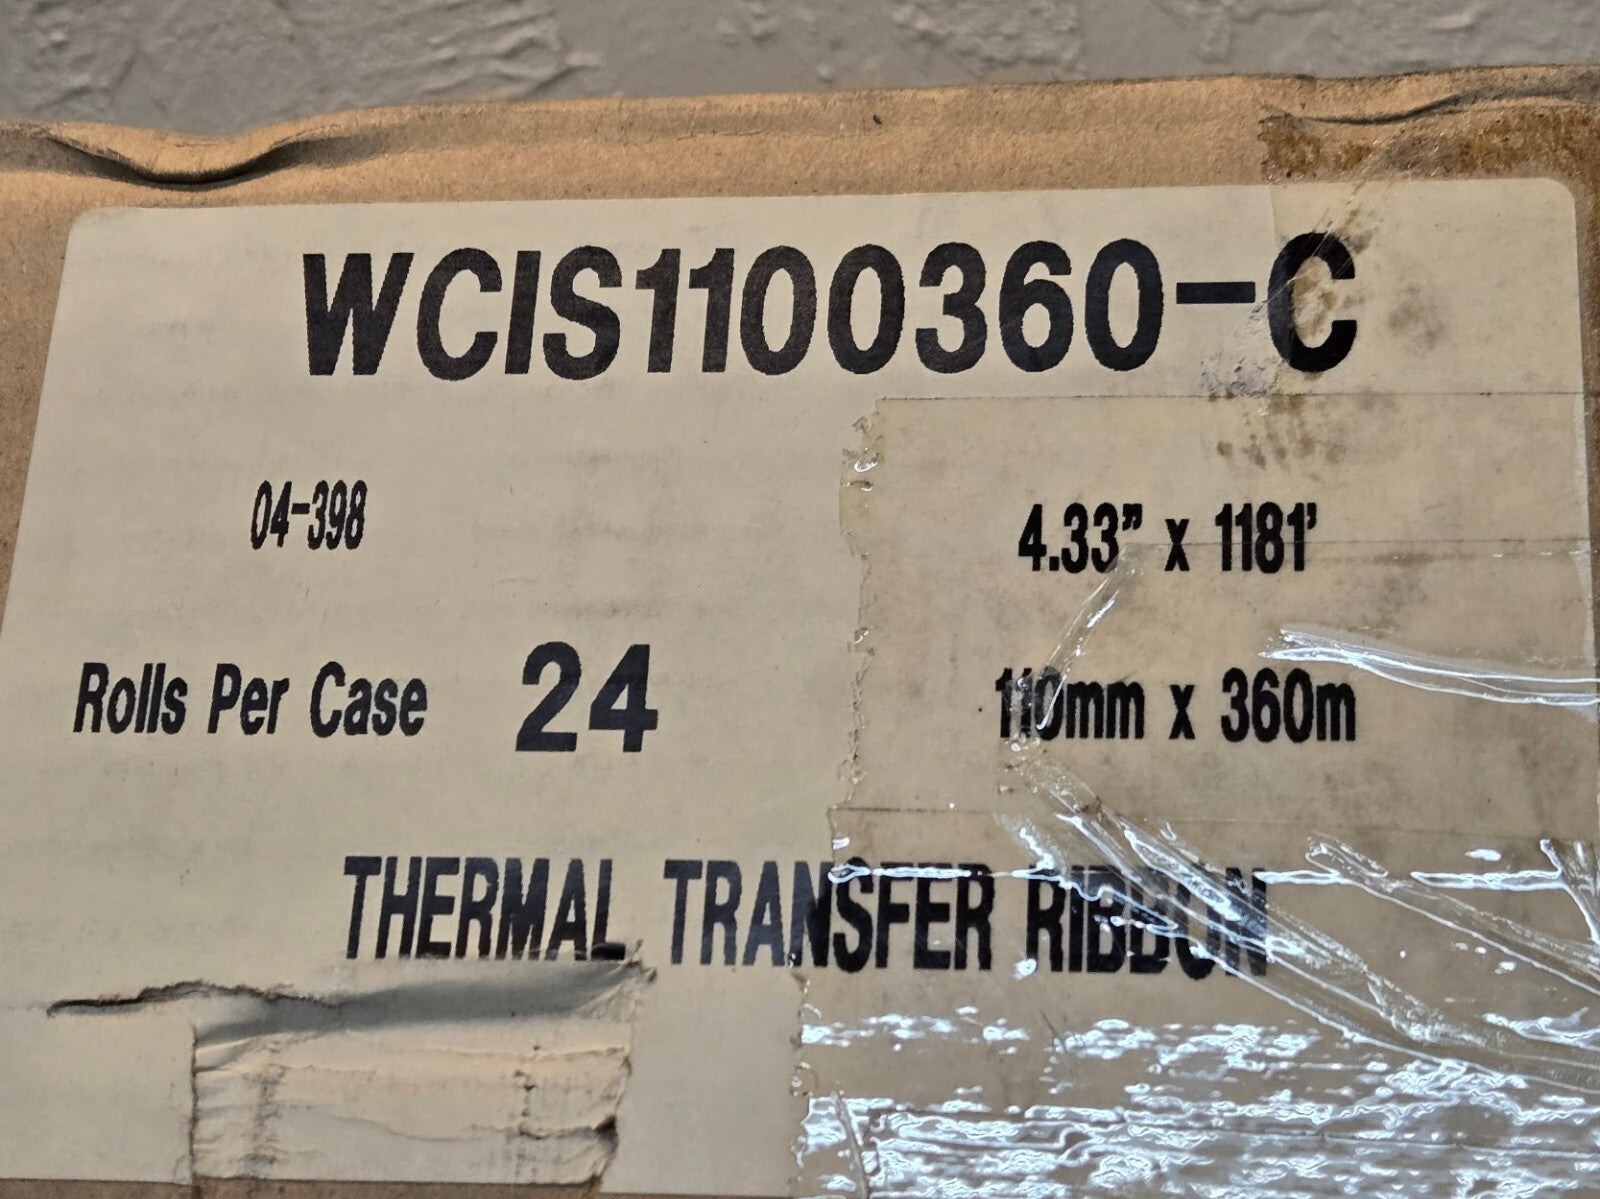 WCIS1100360-C
04-398
4.33" x 1181'
Rolls Per Case 24
110mm x 360m
THERMAL TRANSFER RIBBON